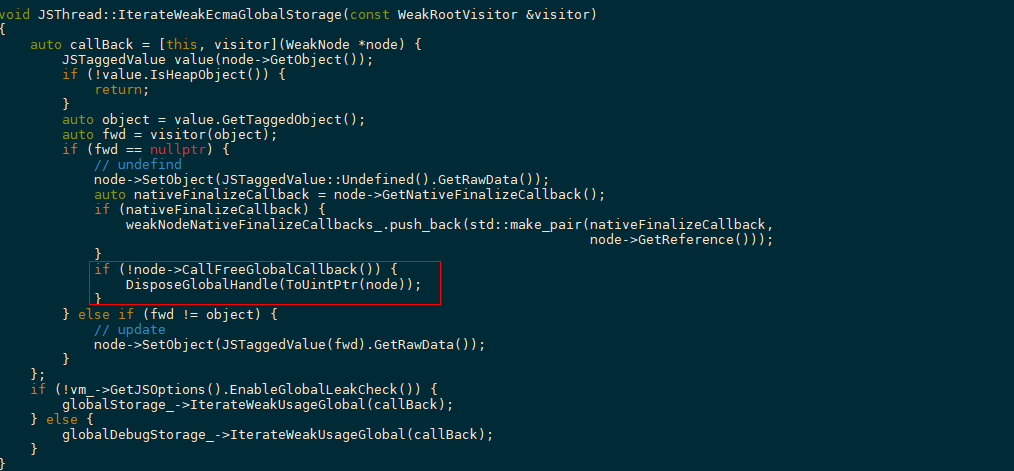 void JSThread::IterateWeakEcmaGlobalStorage(const WeakRootVisitor &visitor)
{
    auto callBack = [this, visitor](WeakNode *node) {
        JSTaggedValue value(node->GetObject());
        if (!value.IsHeapObject()) {
            return;
        }
        auto object = value.GetTaggedObject();
        auto fwd = visitor(object);
        if (fwd == nullptr) {
            // undefind
            node->SetObject(JSTaggedValue::Undefined().GetRawData());
            auto nativeFinalizeCallback = node->GetNativeFinalizeCallback();
            if (nativeFinalizeCallback) {
                weakNodeNativeFinalizeCallbacks_.push_back(std::make_pair(nativeFinalizeCallback,
                                                                          node->GetReference()));
            }
            if (!node->CallFreeGlobalCallback()) {
                DisposeGlobalHandle(ToUintPtr(node));
            }
        } else if (fwd != object) {
            // update
            node->SetObject(JSTaggedValue(fwd).GetRawData());
        }
    };
    if (!vm_->GetJSOptions().EnableGlobalLeakCheck()) {
        globalStorage_->IterateWeakUsageGlobal(callBack);
    } else {
        globalDebugStorage_->IterateWeakUsageGlobal(callBack);
    }
}